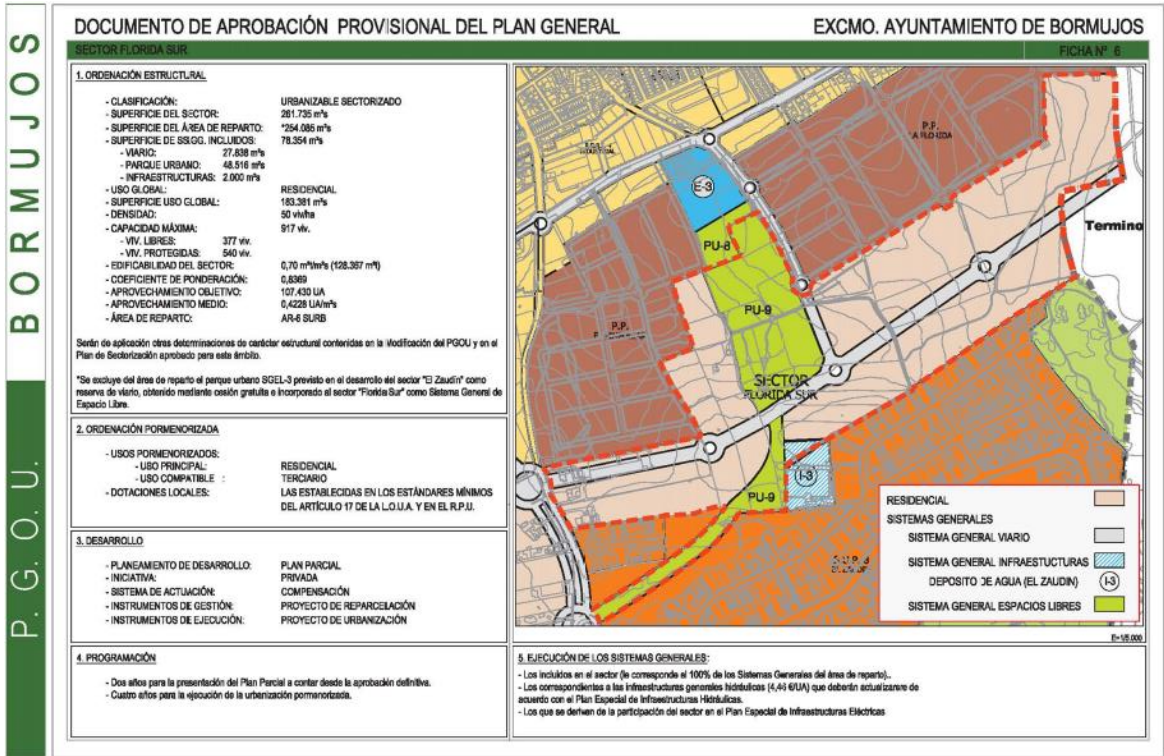 P. G. O. U. BORMUJOS
DOCUMENTO DE APROBACIÓN PROVISIONAL DEL PLAN GENERAL
EXCMO. AYUNTAMIENTO DE BORMUJOS
SECTOR FLORIDA SUR
FICHA Nº 6
1. ORDENACIÓN ESTRUCTURAL
- CLASIFICACIÓN: URBANIZABLE SECTORIZADO
- SUPERFICIE DEL SECTOR: 261.735 m²s
- SUPERFICIE DEL ÁREA DE REPARTO: *254.085 m²s
- SUPERFICIE DE SS.GG. INCLUIDOS: 78.354 m²s
- VIARIO: 27.838 m²s
- PARQUE URBANO: 48.516 m²s
- INFRAESTRUCTURAS: 2.000 m²s
- USO GLOBAL: RESIDENCIAL
- SUPERFICIE USO GLOBAL: 183.381 m²s
- DENSIDAD: 50 viv/ha
- CAPACIDAD MÁXIMA: 917 viv.
- VIV. LIBRES: 377 viv.
- VIV. PROTEGIDAS: 540 viv.
- EDIFICABILIDAD DEL SECTOR: 0,70 m²t/m²s (128.367 m²t)
- COEFICIENTE DE PONDERACIÓN: 0,8369
- APROVECHAMIENTO OBJETIVO: 107.430 UA
- APROVECHAMIENTO MEDIO: 0,4228 UA/m²s
- ÁREA DE REPARTO: AR-6 SURB
Serán de aplicación otras determinaciones de carácter estructural contenidas en la Modificación del PGOU y en el
Plan de Sectorización aprobado para este ámbito.
*Se excluye del área de reparto el parque urbano SGEL-3 previsto en el desarrollo del sector "El Zaudín" como
reserva de viario, obtenido mediante cesión gratuita e incorporado al sector "Florida Sur" como Sistema General de
Espacio Libre.
2. ORDENACIÓN PORMENORIZADA
- USOS PORMENORIZADOS:
- USO PRINCIPAL: RESIDENCIAL
- USO COMPATIBLE : TERCIARIO
- DOTACIONES LOCALES: LAS ESTABLECIDAS EN LOS ESTÁNDARES MÍNIMOS
DEL ARTÍCULO 17 DE LA L.O.U.A. Y EN EL R.P.U.
3. DESARROLLO
- PLANEAMIENTO DE DESARROLLO: PLAN PARCIAL
- INICIATIVA: PRIVADA
- SISTEMA DE ACTUACIÓN: COMPENSACIÓN
- INSTRUMENTOS DE GESTIÓN: PROYECTO DE REPARCELACIÓN
- INSTRUMENTOS DE EJECUCIÓN: PROYECTO DE URBANIZACIÓN
4. PROGRAMACIÓN
- Dos años para la presentación del Plan Parcial a contar desde la aprobación definitiva.
- Cuatro años para la ejecución de la urbanización pormenorizada.
P.P.
LA FLORIDA
E-3
Termino
PU-8
PU-9
P.P.
SECTOR
FLORIDA SUR
I-3
PU-9
RESIDENCIAL
SISTEMAS GENERALES
SISTEMA GENERAL VIARIO
SISTEMA GENERAL INFRAESTUCTURAS
DEPOSITO DE AGUA (EL ZAUDIN) I-3
SISTEMA GENERAL ESPACIOS LIBRES
E=1/5.000
5. EJECUCIÓN DE LOS SISTEMAS GENERALES:
- Los incluidos en el sector (le corresponde el 100% de los Sistemas Generales del área de reparto)..
- Los correspondientes a las infraestructuras generales hidráulicas (4,46 €/UA) que deberán actualizarse de
acuerdo con el Plan Especial de Infraestructuras Hidráulicas.
- Los que se deriven de la participación del sector en el Plan Especial de Infraestructuras Eléctricas